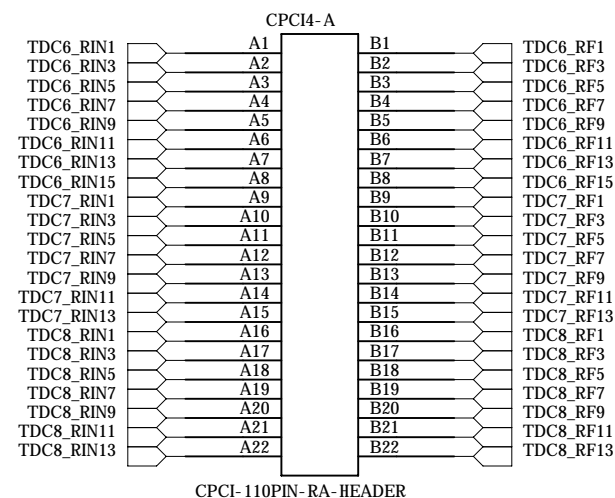 CPCI4-A
TDC6_RIN1 A1 B1 TDC6_RF1
TDC6_RIN3 A2 B2 TDC6_RF3
TDC6_RIN5 A3 B3 TDC6_RF5
TDC6_RIN7 A4 B4 TDC6_RF7
TDC6_RIN9 A5 B5 TDC6_RF9
TDC6_RIN11 A6 B6 TDC6_RF11
TDC6_RIN13 A7 B7 TDC6_RF13
TDC6_RIN15 A8 B8 TDC6_RF15
TDC7_RIN1 A9 B9 TDC7_RF1
TDC7_RIN3 A10 B10 TDC7_RF3
TDC7_RIN5 A11 B11 TDC7_RF5
TDC7_RIN7 A12 B12 TDC7_RF7
TDC7_RIN9 A13 B13 TDC7_RF9
TDC7_RIN11 A14 B14 TDC7_RF11
TDC7_RIN13 A15 B15 TDC7_RF13
TDC8_RIN1 A16 B16 TDC8_RF1
TDC8_RIN3 A17 B17 TDC8_RF3
TDC8_RIN5 A18 B18 TDC8_RF5
TDC8_RIN7 A19 B19 TDC8_RF7
TDC8_RIN9 A20 B20 TDC8_RF9
TDC8_RIN11 A21 B21 TDC8_RF11
TDC8_RIN13 A22 B22 TDC8_RF13
CPCI-110PIN-RA-HEADER